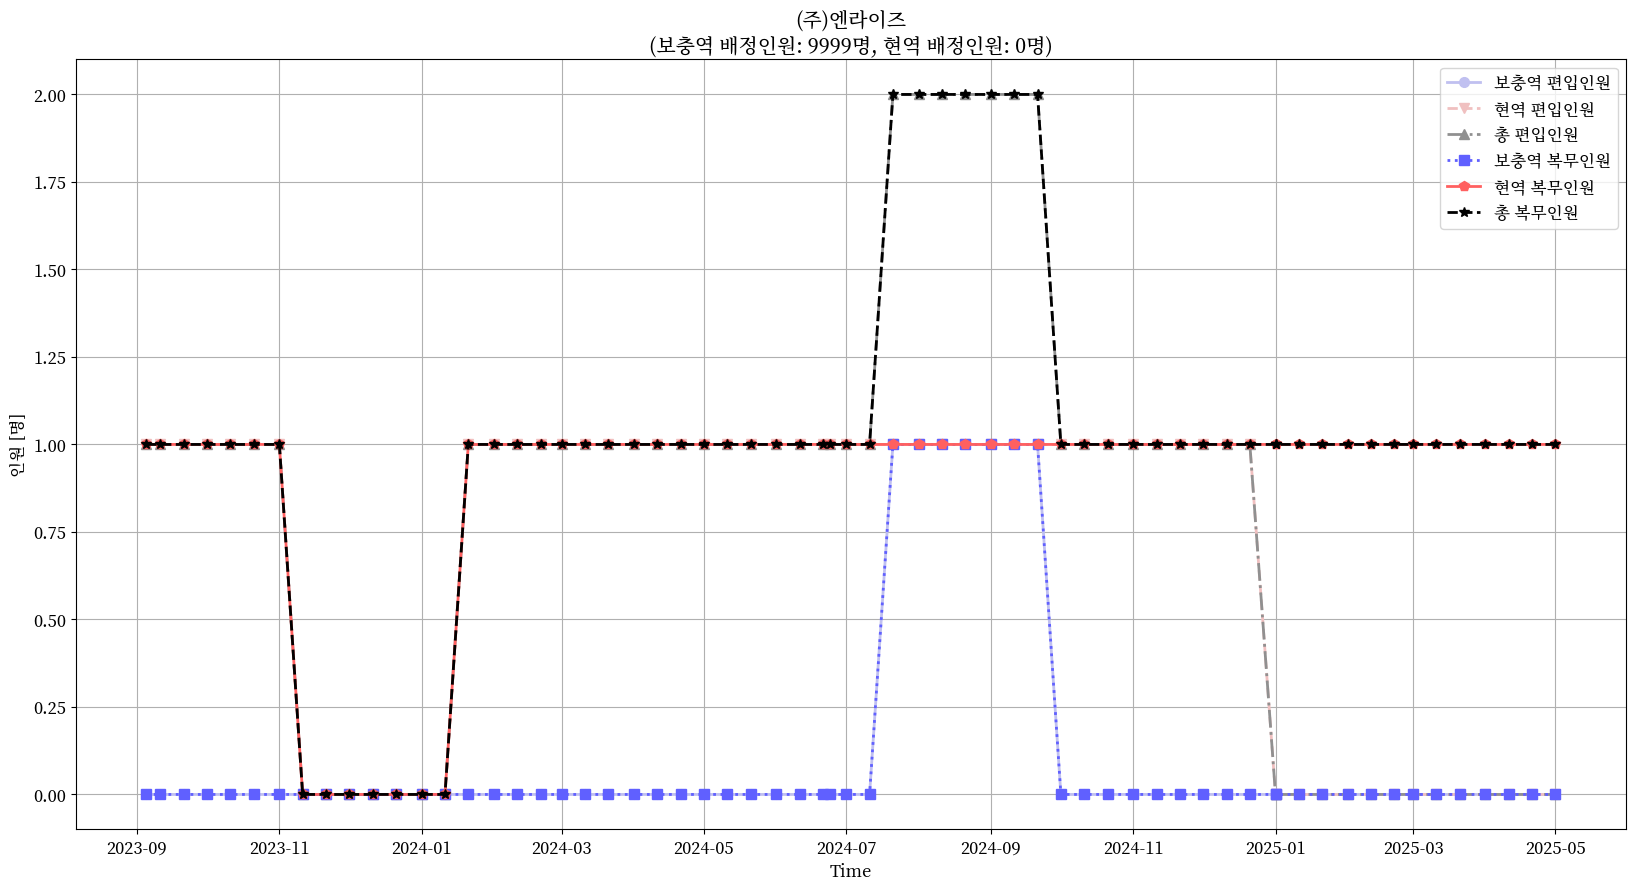 (주)엔라이즈
(보충역 배정인원: 9999명, 현역 배정인원: 0명)
보충역 편입인원
현역 편입인원
총 편입인원
보충역 복무인원
현역 복무인원
총 복무인원
인원 [명]
2.00
1.75
1.50
1.25
1.00
0.75
0.50
0.25
0.00
2023-09 2023-11 2024-01 2024-03 2024-05 2024-07 2024-09 2024-11 2025-01 2025-03 2025-05
Time